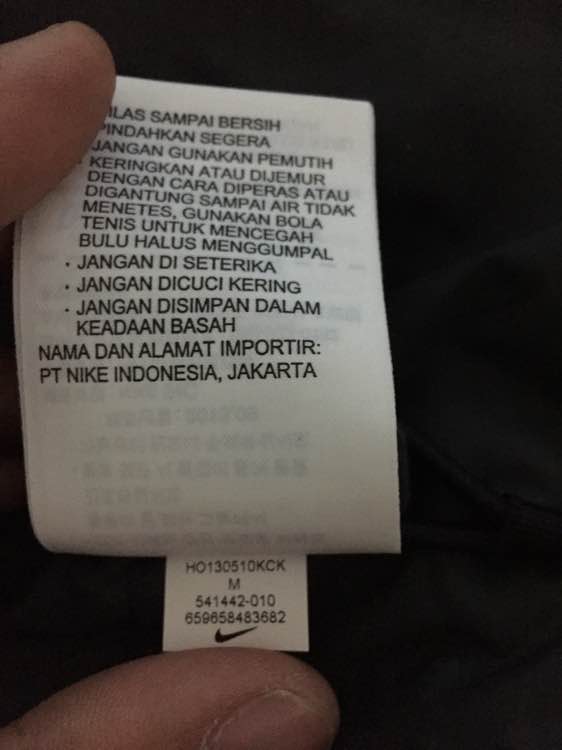 ILAS SAMPAI BERSIH
PINDAHKAN SEGERA
JANGAN GUNAKAN PEMUTIH
KERINGKAN ATAU DIJEMUR
DENGAN CARA DIPERAS ATAU
DIGANTUNG SAMPAI AIR TIDAK
MENETES, GUNAKAN BOLA
TENIS UNTUK MENCEGAH
BULU HALUS MENGGUMPAL
· JANGAN DI SETERIKA
· JANGAN DICUCI KERING
· JANGAN DISIMPAN DALAM
KEADAAN BASAH
NAMA DAN ALAMAT IMPORTIR:
PT NIKE INDONESIA, JAKARTA
HO130510KCK
M
541442-010
659658483682